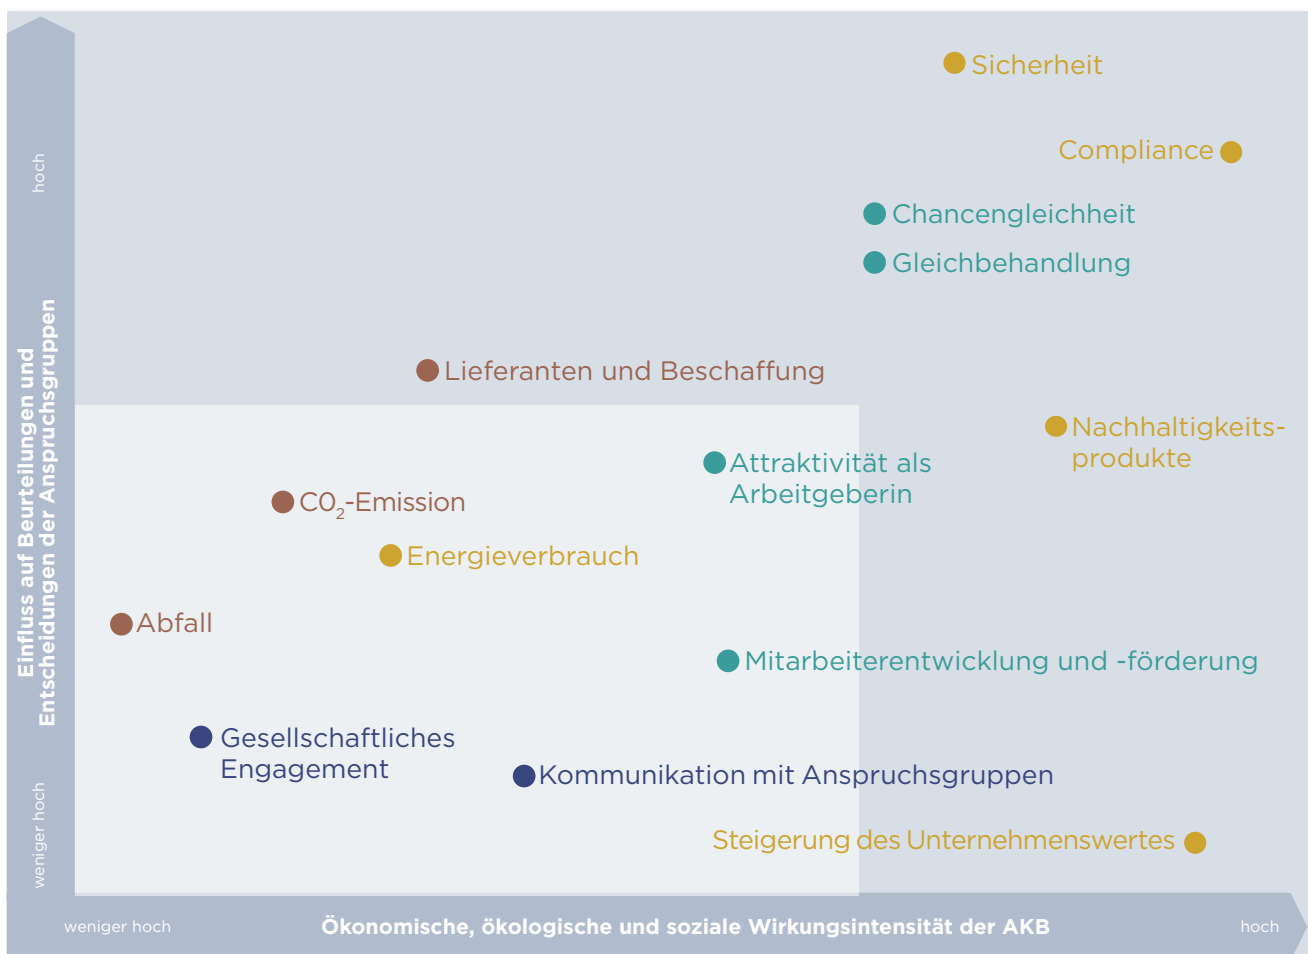 Sicherheit
Compliance
hoch
Chancengleichheit
Gleichbehandlung
Einfluss auf Beurteilungen und
Entscheidungen der Anspruchsgruppen
Lieferanten und Beschaffung
Nachhaltigkeits-
produkte
Attraktivität als
Arbeitgeberin
C0₂-Emission
Energieverbrauch
Abfall
Mitarbeiterentwicklung und -förderung
Gesellschaftliches
Engagement
Kommunikation mit Anspruchsgruppen
weniger hoch
Steigerung des Unternehmenswertes
weniger hoch
Ökonomische, ökologische und soziale Wirkungsintensität der AKB
hoch